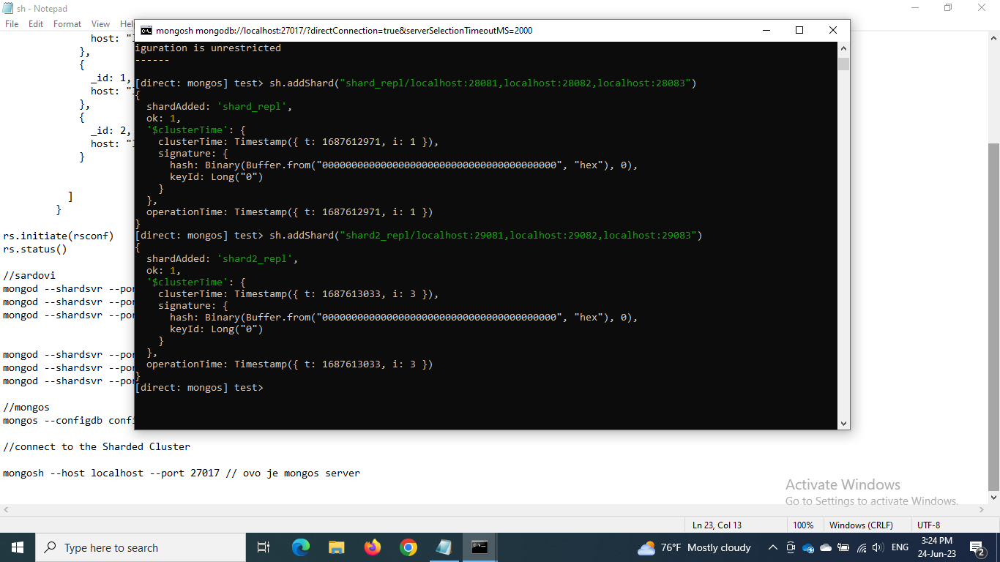 sh - Notepad
File Edit Format View Hel
host: "
},
{
_id: 1,
host: "
},
{
_id: 2,
host: "
}
]
}
rs.initiate(rsconf)
rs.status()
//sardovi
mongod --shardsvr --por
mongod --shardsvr --por
mongod --shardsvr --por
mongod --shardsvr --por
mongod --shardsvr --por
mongod --shardsvr --por
//mongos
mongos --configdb confi
//connect to the Sharded Cluster
mongosh --host localhost --port 27017 // ovo je mongos server
mongosh mongodb://localhost:27017/?directConnection=true&serverSelectionTimeoutMS=2000
iguration is unrestricted
------
[direct: mongos] test> sh.addShard("shard_repl/localhost:28081,localhost:28082,localhost:28083")
{
shardAdded: 'shard_repl',
ok: 1,
'$clusterTime': {
clusterTime: Timestamp({ t: 1687612971, i: 1 }),
signature: {
hash: Binary(Buffer.from("0000000000000000000000000000000000000000", "hex"), 0),
keyId: Long("0")
}
},
operationTime: Timestamp({ t: 1687612971, i: 1 })
}
[direct: mongos] test> sh.addShard("shard2_repl/localhost:29081,localhost:29082,localhost:29083")
{
shardAdded: 'shard2_repl',
ok: 1,
'$clusterTime': {
clusterTime: Timestamp({ t: 1687613033, i: 3 }),
signature: {
hash: Binary(Buffer.from("0000000000000000000000000000000000000000", "hex"), 0),
keyId: Long("0")
}
},
operationTime: Timestamp({ t: 1687613033, i: 3 })
}
[direct: mongos] test>
Activate Windows
Go to Settings to activate Windows.
Ln 23, Col 13 100% Windows (CRLF) UTF-8
Type here to search 76°F Mostly cloudy ENG
3:24 PM
24-Jun-23
2